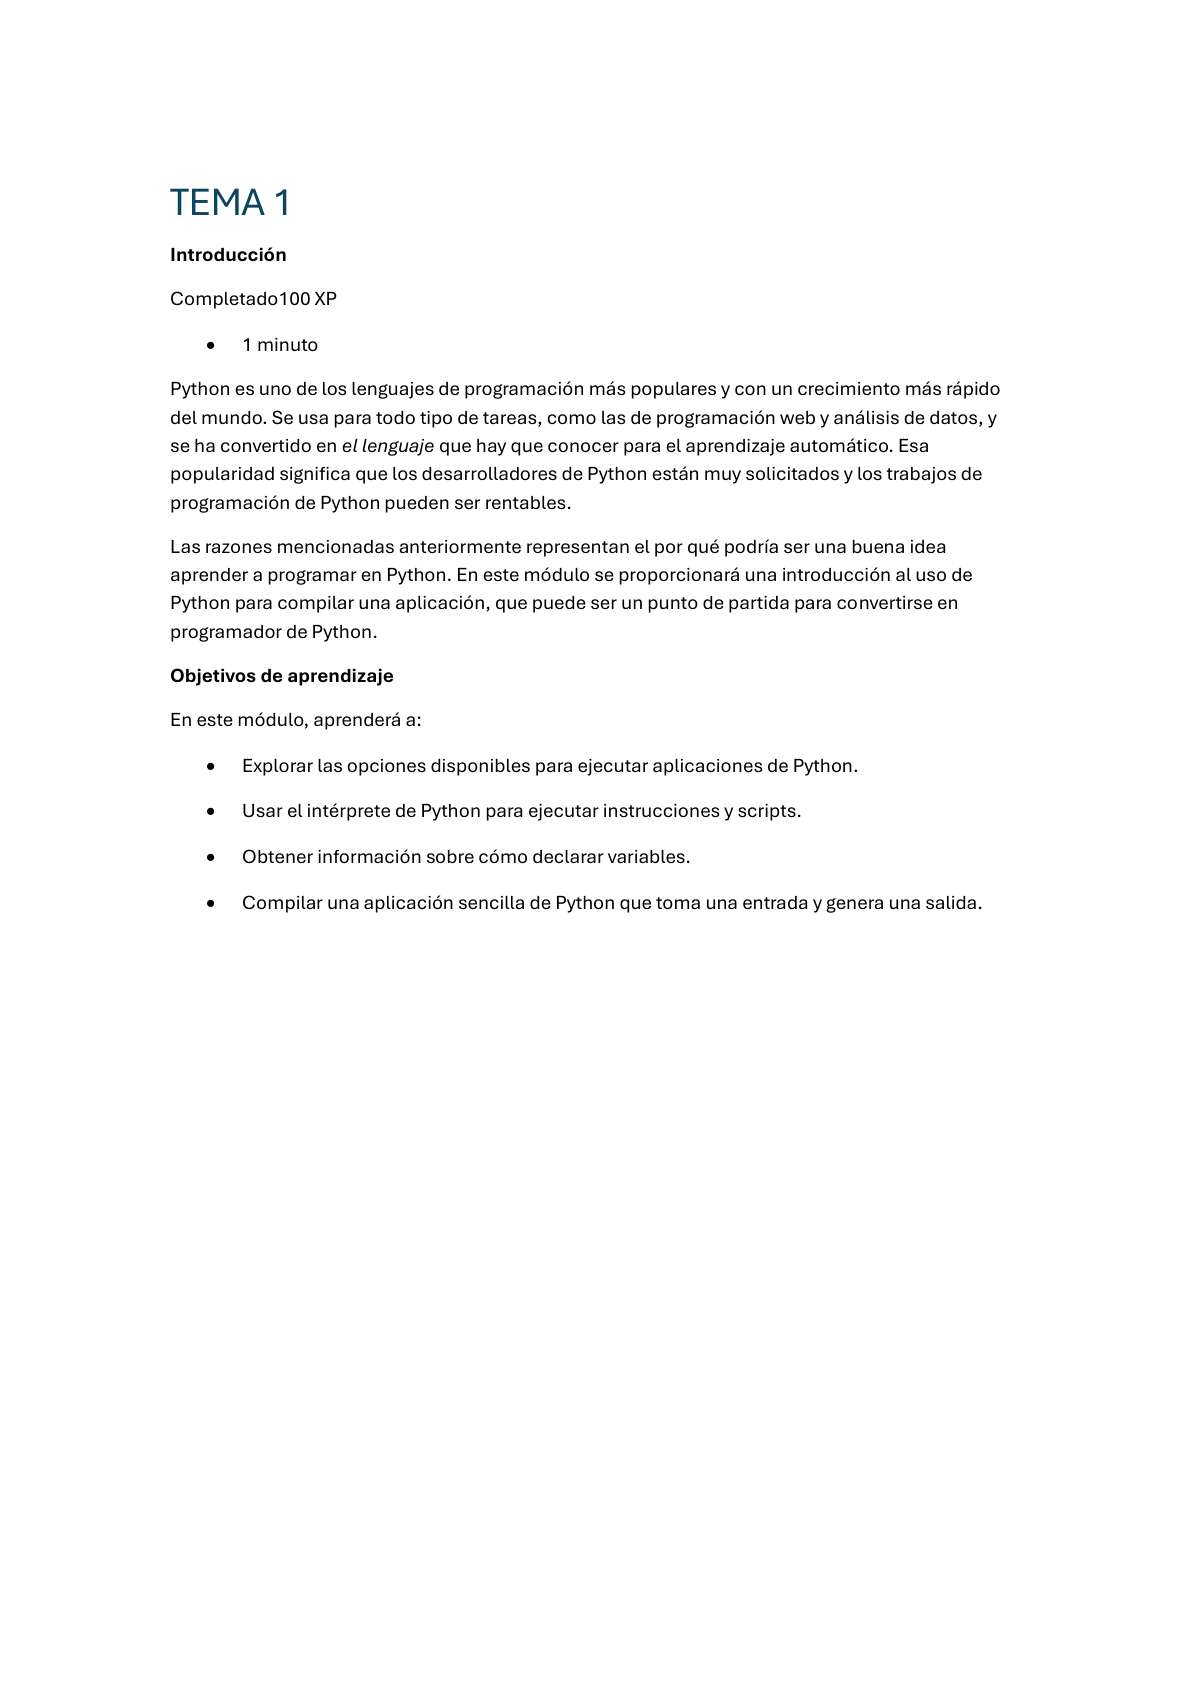 TEMA 1
Introducción
Completado100 XP
• 1 minuto
Python es uno de los lenguajes de programación más populares y con un crecimiento más rápido
del mundo. Se usa para todo tipo de tareas, como las de programación web y análisis de datos, y
se ha convertido en el lenguaje que hay que conocer para el aprendizaje automático. Esa
popularidad significa que los desarrolladores de Python están muy solicitados y los trabajos de
programación de Python pueden ser rentables.
Las razones mencionadas anteriormente representan el por qué podría ser una buena idea
aprender a programar en Python. En este módulo se proporcionará una introducción al uso de
Python para compilar una aplicación, que puede ser un punto de partida para convertirse en
programador de Python.
Objetivos de aprendizaje
En este módulo, aprenderá a:
• Explorar las opciones disponibles para ejecutar aplicaciones de Python.
• Usar el intérprete de Python para ejecutar instrucciones y scripts.
• Obtener información sobre cómo declarar variables.
• Compilar una aplicación sencilla de Python que toma una entrada y genera una salida.